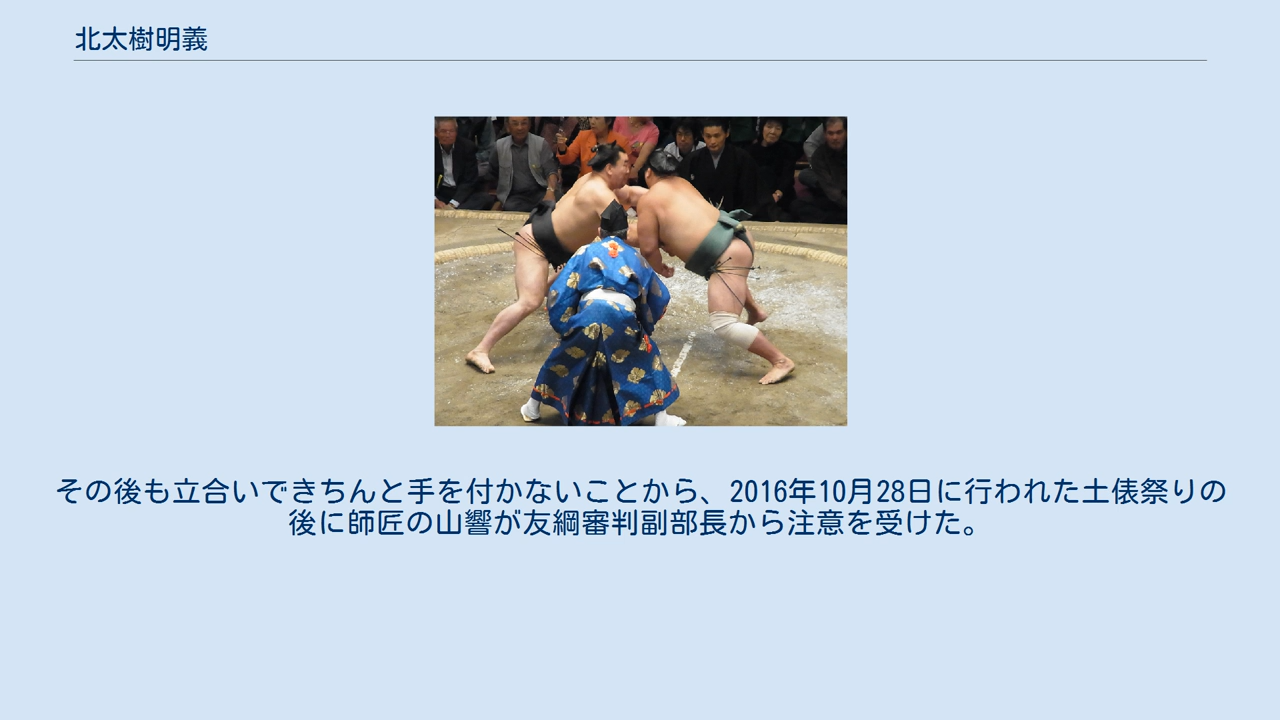 北太樹明義
その後も立合いできちんと手を付かないことから、2016年10月28日に行われた土俵祭りの
後に師匠の山響が友綱審判副部長から注意を受けた。